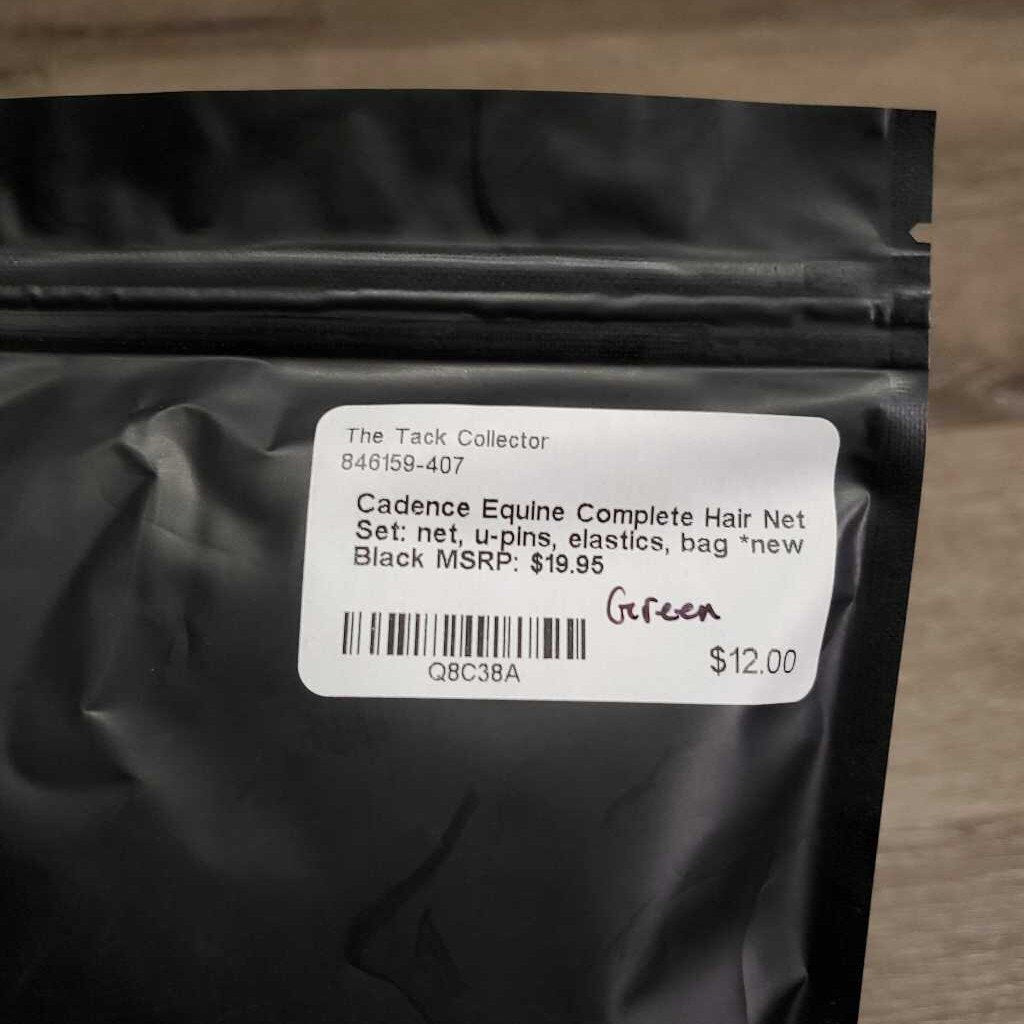 The Tack Collector
846159-407
Cadence Equine Complete Hair Net
Set: net, u-pins, elastics, bag *new
Black MSRP: $19.95
Green
$12.00
Q8C38A